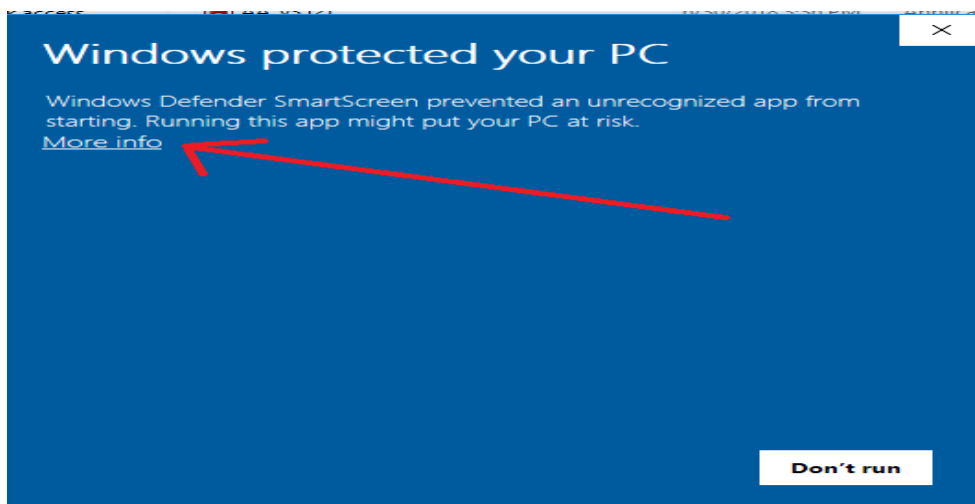 Windows protected your PC
Windows Defender SmartScreen prevented an unrecognized app from
starting. Running this app might put your PC at risk.
More info
Don't run